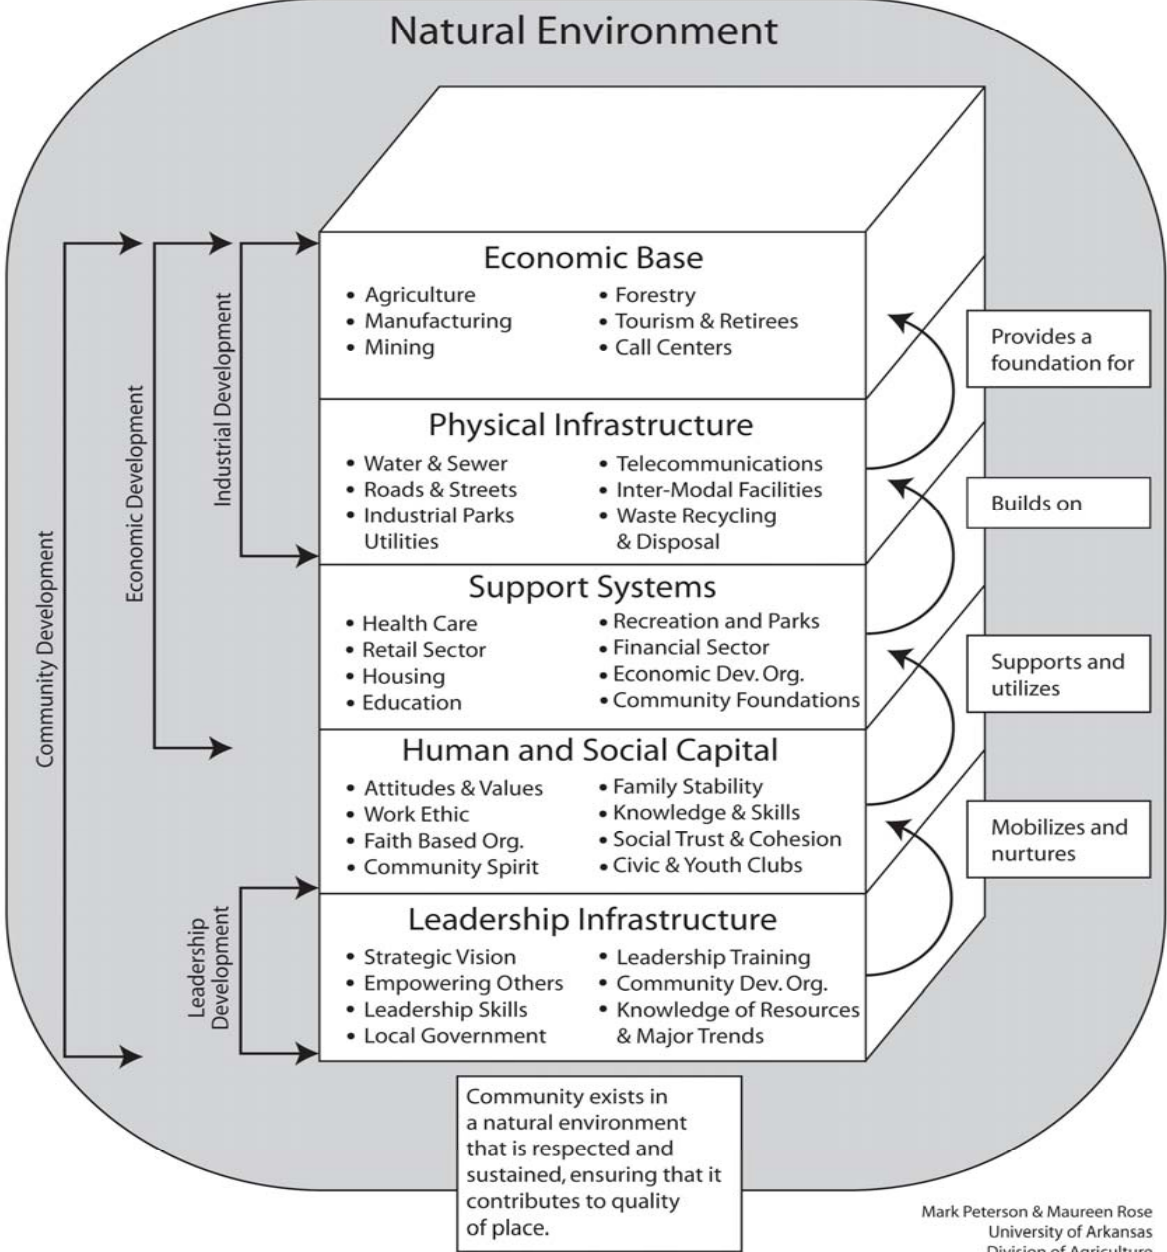 Natural Environment
Community Development
Economic Development
Industrial Development
Leadership
Development
Economic Base
• Agriculture
• Manufacturing
• Mining
• Forestry
• Tourism & Retirees
• Call Centers
Physical Infrastructure
• Water & Sewer
• Roads & Streets
• Industrial Parks
Utilities
• Telecommunications
• Inter-Modal Facilities
• Waste Recycling
& Disposal
Support Systems
• Health Care
• Retail Sector
• Housing
• Education
• Recreation and Parks
• Financial Sector
• Economic Dev. Org.
• Community Foundations
Human and Social Capital
• Attitudes & Values
• Work Ethic
• Faith Based Org.
• Community Spirit
• Family Stability
• Knowledge & Skills
• Social Trust & Cohesion
• Civic & Youth Clubs
Leadership Infrastructure
• Strategic Vision
• Empowering Others
• Leadership Skills
• Local Government
• Leadership Training
• Community Dev. Org.
• Knowledge of Resources
& Major Trends
Provides a
foundation for
Builds on
Supports and
utilizes
Mobilizes and
nurtures
Community exists in
a natural environment
that is respected and
sustained, ensuring that it
contributes to quality
of place.
Mark Peterson & Maureen Rose
University of Arkansas
Division of Agriculture